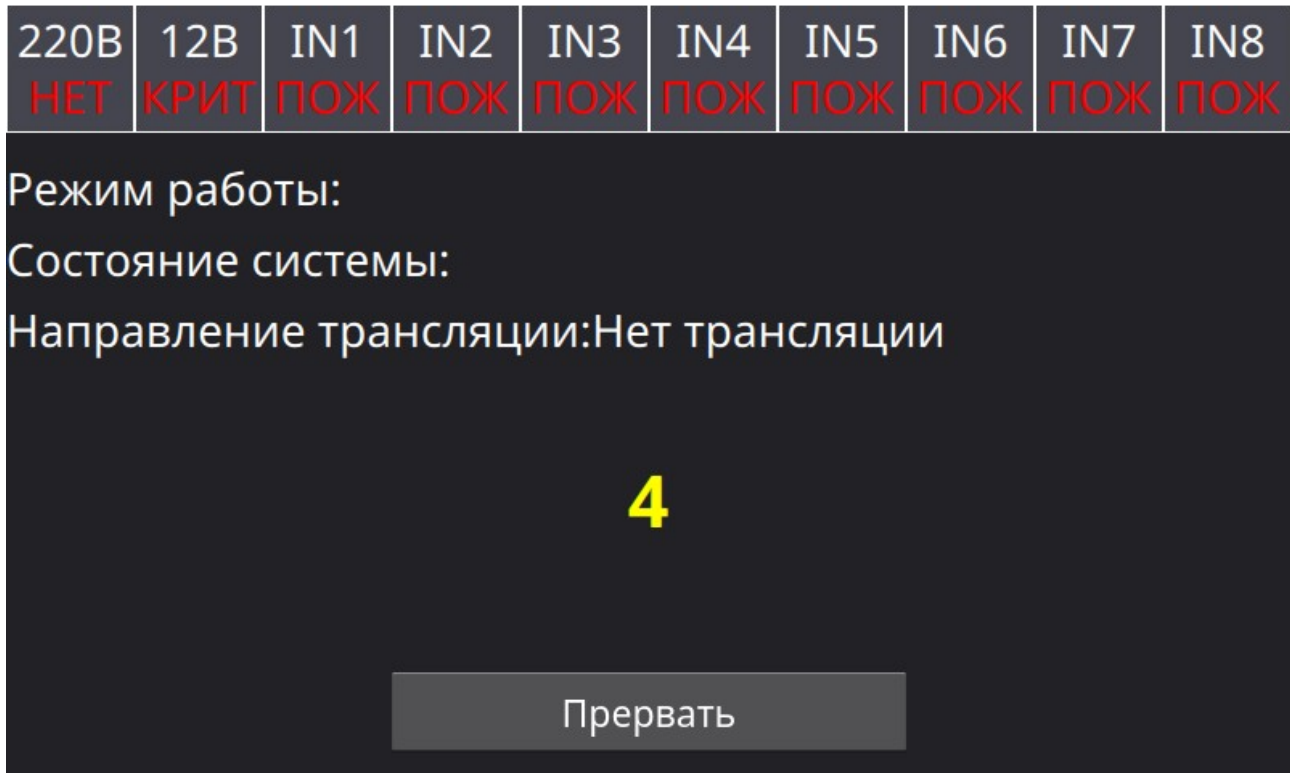 220В 12В IN1 IN2 IN3 IN4 IN5 IN6 IN7 IN8
НЕТ КРИТ ПОЖ ПОЖ ПОЖ ПОЖ ПОЖ ПОЖ ПОЖ ПОЖ
Режим работы:
Состояние системы:
Направление трансляции:Нет трансляции
4
Прервать